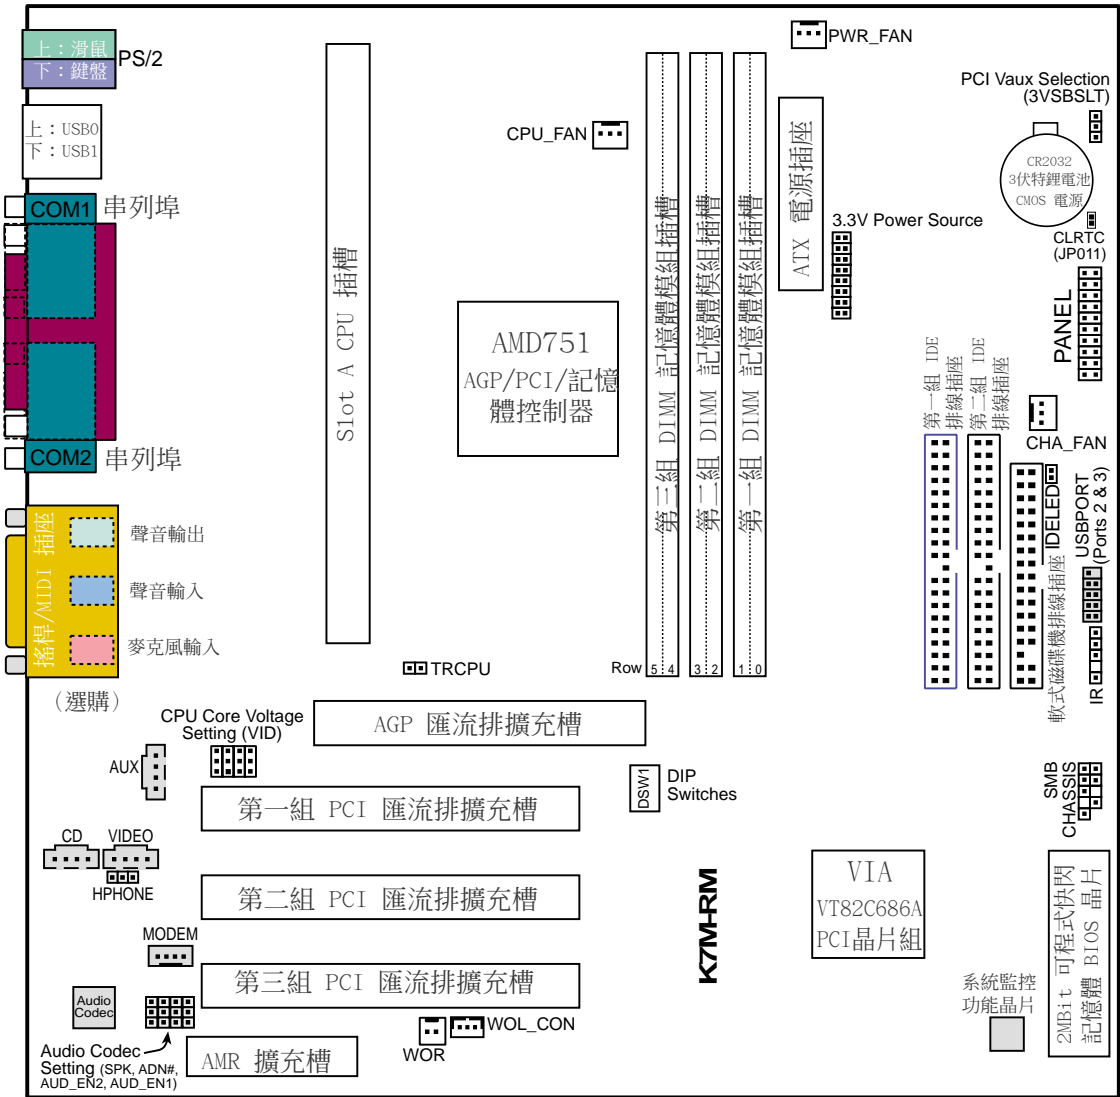 上：滑鼠
下：鍵盤
PS/2
上：USB0
下：USB1
COM1
串列埠
COM2
串列埠
搖桿/MIDI 插座
聲音輸出
聲音輸入
麥克風輸入
(選購)
Slot A CPU 插槽
CPU_FAN
AMD751
AGP/PCI/記憶
體控制器
TRCPU
Row
5
4
3
2
1
0
第三組 DIMM 記憶體模組插槽
第二組 DIMM 記憶體模組插槽
第一組 DIMM 記憶體模組插槽
PWR_FAN
ATX 電源插座
3.3V Power Source
PCI Vaux Selection
(3VSBSLT)
CR2032
3伏特鋰電池
CMOS 電源
CLRTC
(JP011)
PANEL
第一組 IDE
排線插座
第二組 IDE
排線插座
CHA_FAN
IDELED
USBPORT
(Ports 2 & 3)
軟式磁碟機排線插座
IR
CPU Core Voltage
Setting (VID)
AGP 匯流排擴充槽
AUX
第一組 PCI 匯流排擴充槽
DSW1
DIP
Switches
SMB
CHASSIS
CD
VIDEO
HPHONE
第二組 PCI 匯流排擴充槽
K7M-RM
VIA
VT82C686A
PCI晶片組
2MBit 可程式快閃
記憶體 BIOS 晶片
MODEM
第三組 PCI 匯流排擴充槽
系統監控
功能晶片
Audio
Codec
Audio Codec
Setting (SPK, ADN#,
AUD_EN2, AUD_EN1)
AMR 擴充槽
WOR
WOL_CON